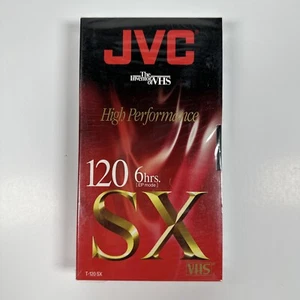 JVC
The
Inventor
of VHS
High Performance
120 6hrs.
[EP mode]
SX
VHS
T-120 SX